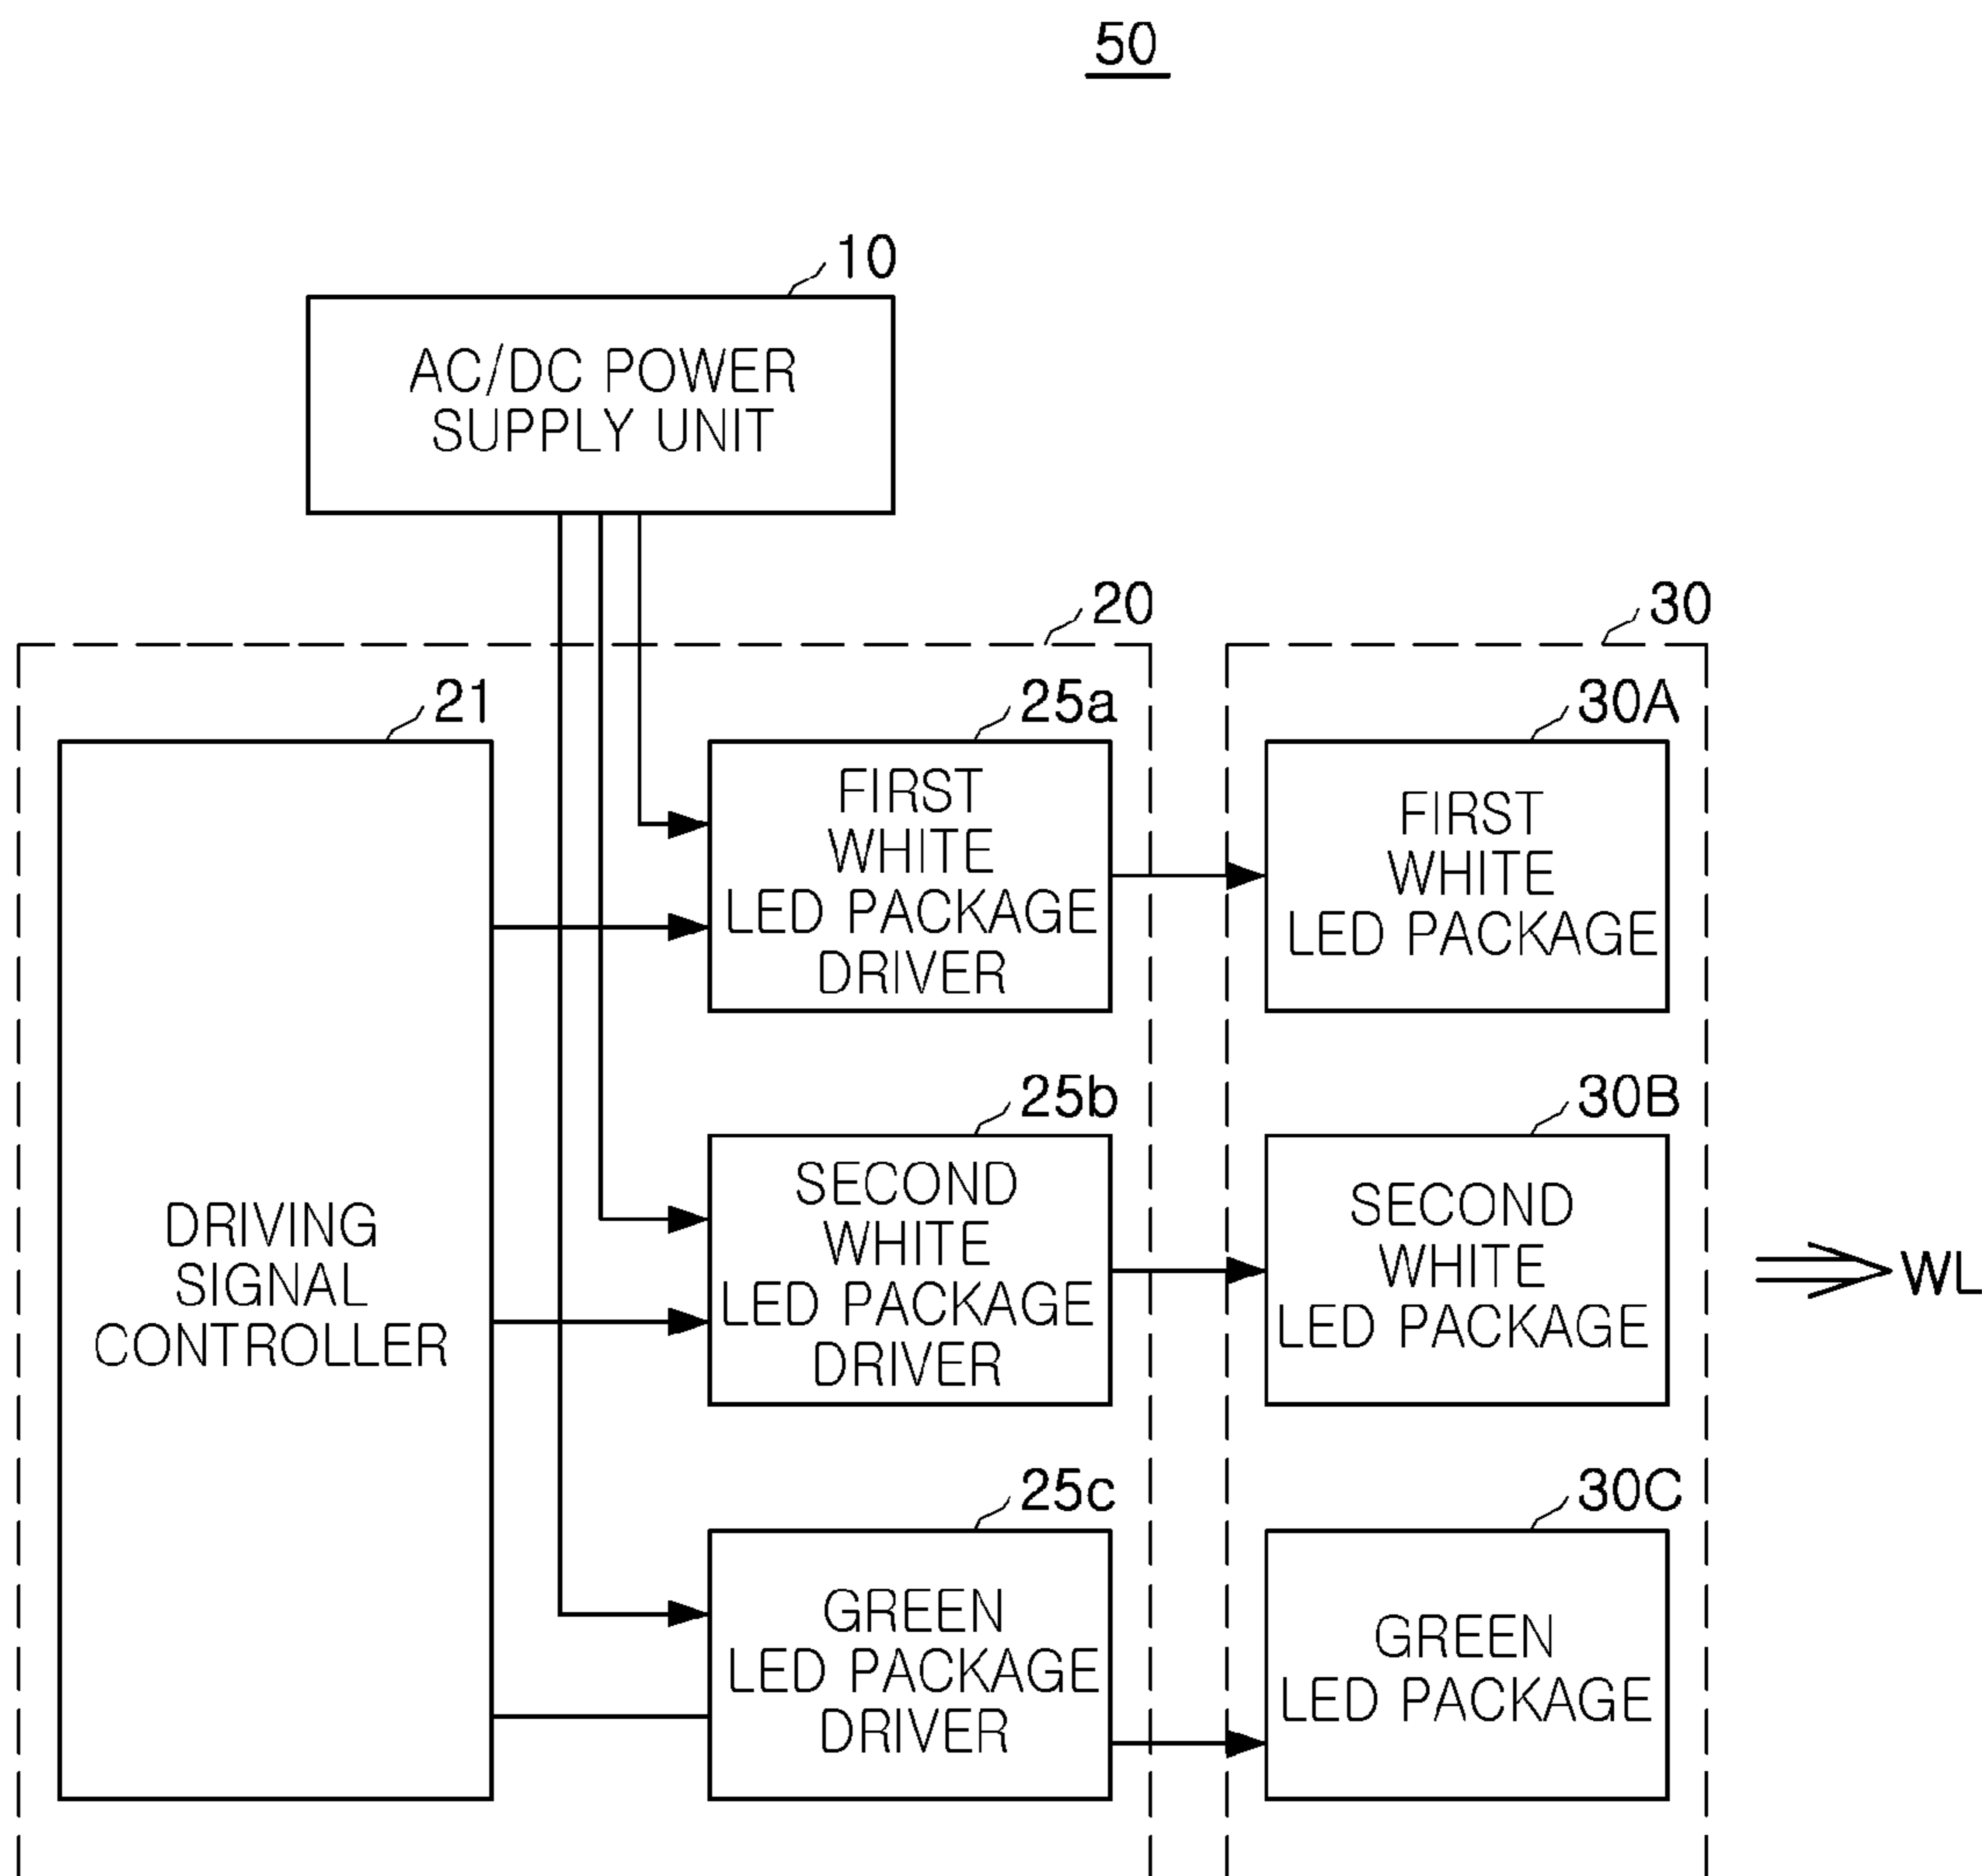 50
10
AC/DC POWER
SUPPLY UNIT
20
30
21
25a
30A
FIRST
WHITE
LED PACKAGE
DRIVER
FIRST
WHITE
LED PACKAGE
25b
30B
DRIVING
SIGNAL
CONTROLLER
SECOND
WHITE
LED PACKAGE
DRIVER
SECOND
WHITE
LED PACKAGE
WL
25c
30C
GREEN
LED PACKAGE
DRIVER
GREEN
LED PACKAGE